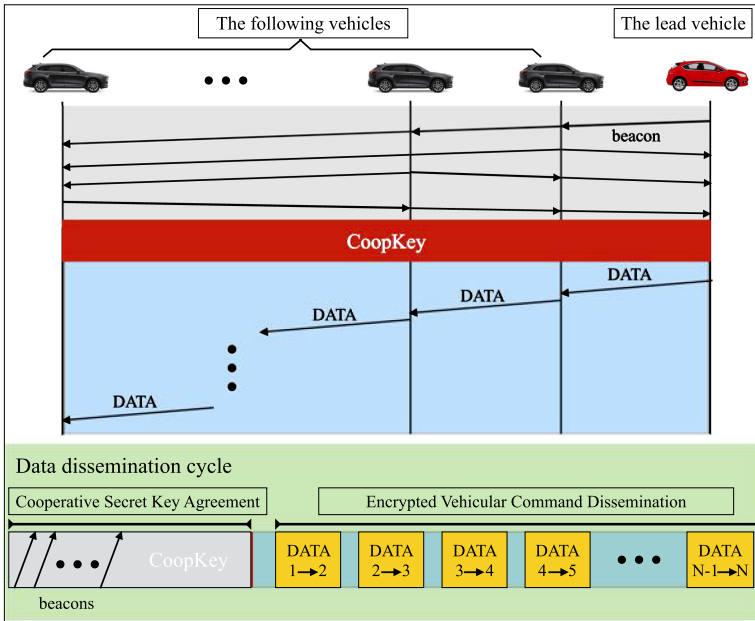 The following vehicles
The lead vehicle
beacon
CoopKey
DATA
DATA
DATA
DATA
Data dissemination cycle
Cooperative Secret Key Agreement
Encrypted Vehicular Command Dissemination
CoopKey
DATA
1→2
DATA
2→3
DATA
3→4
DATA
4→5
DATA
N-1→N
beacons